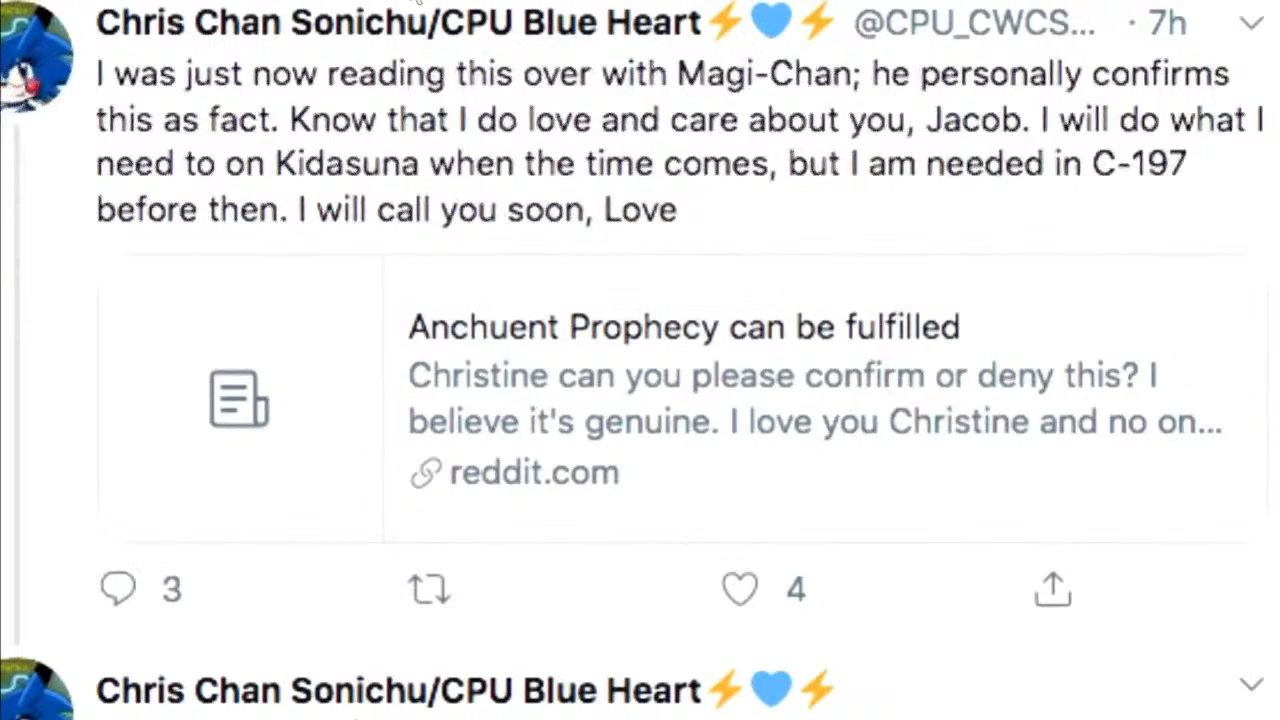 Chris Chan Sonichu/CPU Blue Heart⚡💙⚡ @CPU_CWCS... · 7h
I was just now reading this over with Magi-Chan; he personally confirms
this as fact. Know that I do love and care about you, Jacob. I will do what I
need to on Kidasuna when the time comes, but I am needed in C-197
before then. I will call you soon, Love
Anchuent Prophecy can be fulfilled
Christine can you please confirm or deny this? I
believe it's genuine. I love you Christine and no on...
reddit.com
3 4
Chris Chan Sonichu/CPU Blue Heart⚡💙⚡